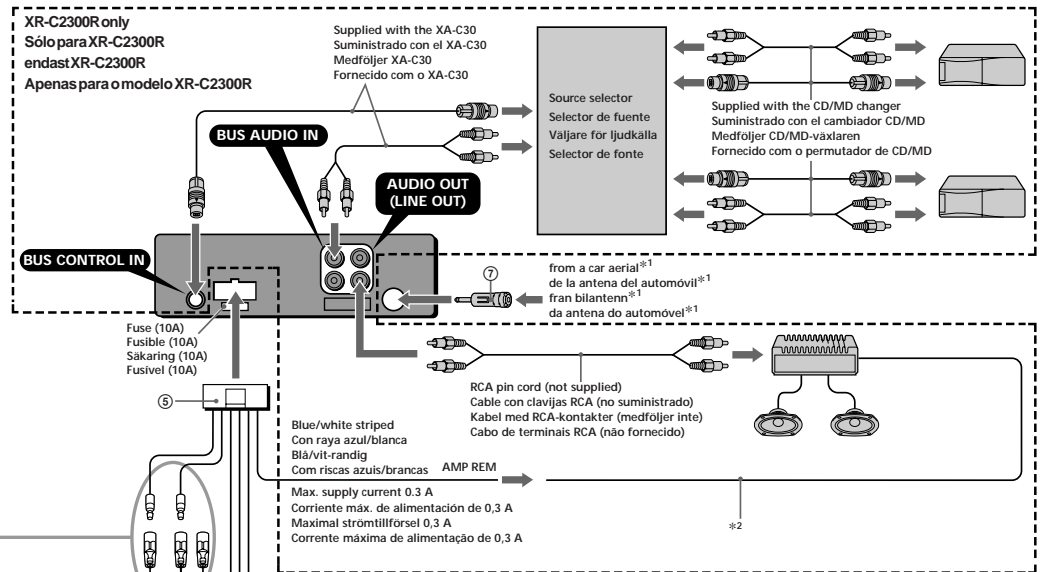 XR-C2300R only
Sólo para XR-C2300R
endast XR-C2300R
Apenas para o modelo XR-C2300R
Supplied with the XA-C30
Suministrado con el XA-C30
Medföljer XA-C30
Fornecido com o XA-C30
BUS AUDIO IN
AUDIO OUT
(LINE OUT)
Source selector
Selector de fuente
Väljare för ljudkälla
Selector de fonte
Supplied with the CD/MD changer
Suministrado con el cambiador CD/MD
Medföljer CD/MD-växlaren
Fornecido com o permutador de CD/MD
BUS CONTROL IN
⑦
from a car aerial*1
de la antena del automóvil*1
fran bilantenn*1
da antena do automóvel*1
Fuse (10A)
Fusible (10A)
Säkaring (10A)
Fusível (10A)
⑤
RCA pin cord (not supplied)
Cable con clavijas RCA (no suministrado)
Kabel med RCA-kontakter (medföljer inte)
Cabo de terminais RCA (não fornecido)
Blue/white striped
Con raya azul/blanca
Blå/vit-randig
Com riscas azuis/brancas
AMP REM
Max. supply current 0.3 A
Corriente máx. de alimentación de 0,3 A
Maximal strömtillförsel 0,3 A
Corrente máxima de alimentação de 0,3 A
*2